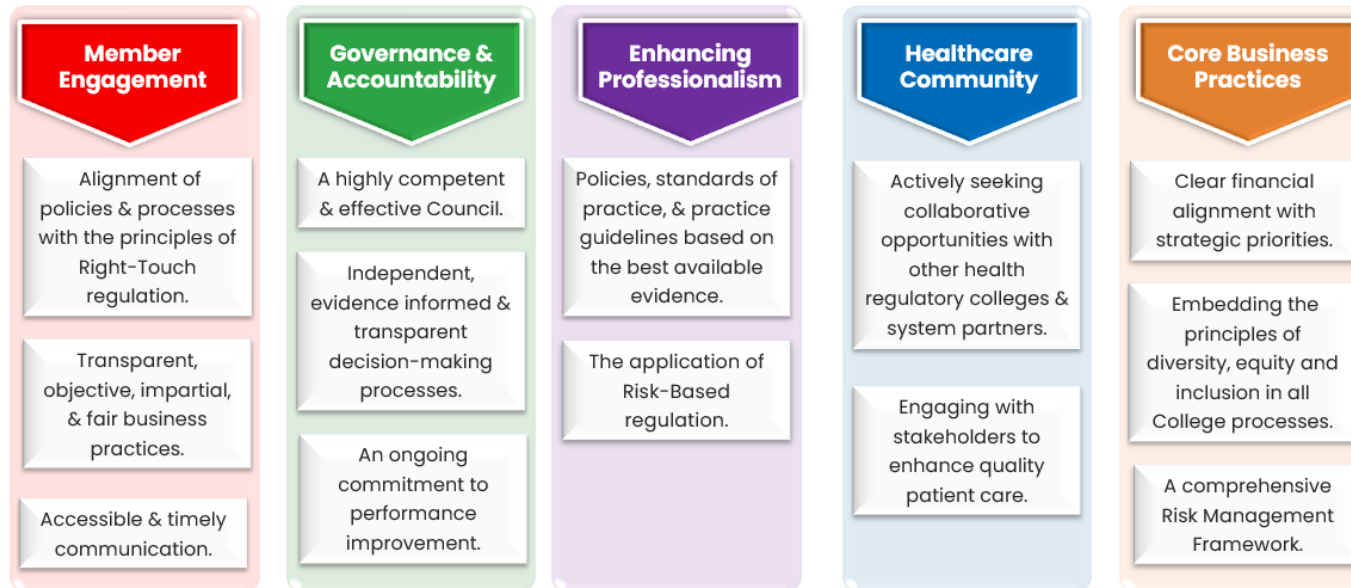 Member
Engagement
Alignment of
policies & processes
with the principles of
Right-Touch
regulation.
Transparent,
objective, impartial,
& fair business
practices.
Accessible & timely
communication.
Governance &
Accountability
A highly competent
& effective Council.
Independent,
evidence informed &
transparent
decision-making
processes.
An ongoing
commitment to
performance
improvement.
Enhancing
Professionalism
Policies, standards of
practice, & practice
guidelines based on
the best available
evidence.
The application of
Risk-Based
regulation.
Healthcare
Community
Actively seeking
collaborative
opportunities with
other health
regulatory colleges &
system partners.
Engaging with
stakeholders to
enhance quality
patient care.
Core Business
Practices
Clear financial
alignment with
strategic priorities.
Embedding the
principles of
diversity, equity and
inclusion in all
College processes.
A comprehensive
Risk Management
Framework.